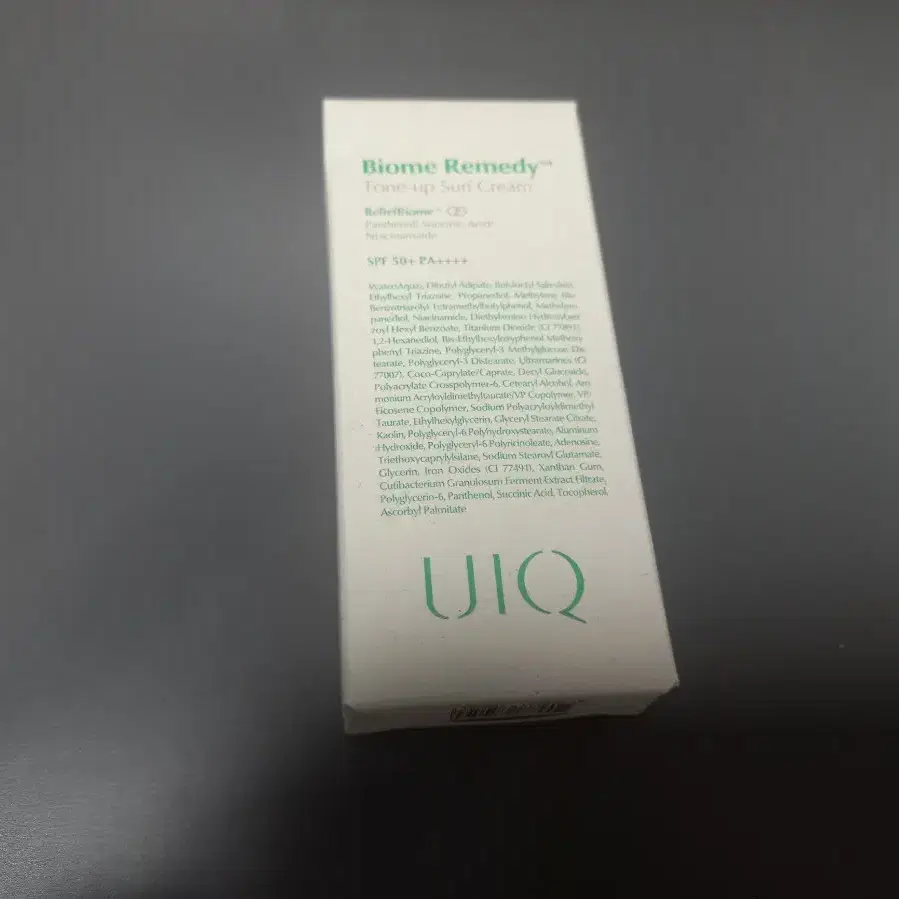 Biome Remedy™
Tone-up Sun Cream
ReliefBiome™
Panthenol, Succinic Acid
Niacinamide
SPF 50+ PA++++
Water/Aqua, Dibutyl Adipate, Butyloctyl Salicylate,
Ethylhexyl Triazone, Propanediol, Methylene Bis-
Benzotriazolyl Tetramethylbutylphenol, Methylpro-
panediol, Niacinamide, Diethylamino Hydroxyben
zoyl Hexyl Benzoate, Titanium Dioxide (CI 77891),
1,2-Hexanediol, Bis-Ethylhexyloxyphenol Methoxy
phenyl Triazine, Polyglyceryl-3 Methylglucose Dis
tearate, Polyglyceryl-3 Distearate, Ultramarines (CI
77007), Coco-Caprylate/Caprate, Decyl Glucoside,
Polyacrylate Crosspolymer-6, Cetearyl Alcohol, Am
monium Acryloyldimethyltaurate/VP Copolymer, VP/
Eicosene Copolymer, Sodium Polyacryloyldimethyl
Taurate, Ethylhexylglycerin, Glyceryl Stearate Citrate,
Kaolin, Polyglyceryl-6 Polyhydroxystearate, Aluminum
Hydroxide, Polyglyceryl-6 Polyricinoleate, Adenosine,
Triethoxycaprylylsilane, Sodium Stearoyl Glutamate,
Glycerin, Iron Oxides (CI 77491), Xanthan Gum,
Cutibacterium Granulosum Ferment Extract Filtrate,
Polyglycerin-6, Panthenol, Succinic Acid, Tocopherol,
Ascorbyl Palmitate
UIQ